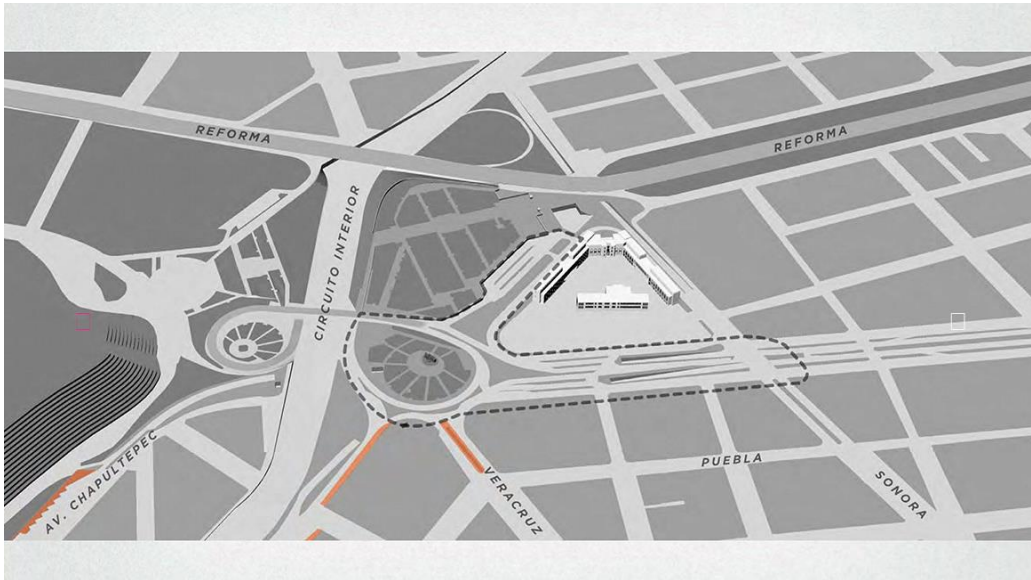 REFORMA
REFORMA
CIRCUITO INTERIOR
AV. CHAPULTEPEC
VERACRUZ
PUEBLA
SONORA